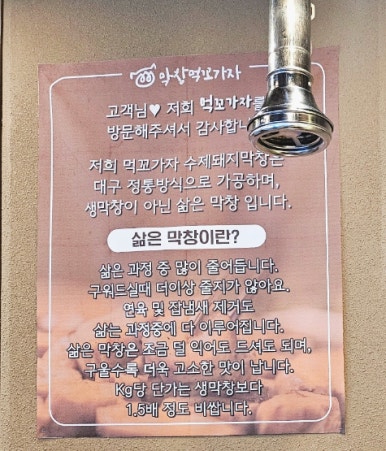 악산먹꼬가자
고객님♥ 저희 먹꼬가자를
방문해주셔서 감사합니
저희 먹꼬가자 수제돼지막창은
대구 정통방식으로 가공하며,
생막창이 아닌 삶은 막창 입니다.
삶은 막창이란?
삶은 과정 중 많이 줄어듭니다.
구워드실때 더이상 줄지가 않아요.
연육 및 잡냄새 제거도
삶는 과정중에 다 이루어집니다.
삶은 막창은 조금 덜 익어도 드셔도 되며,
구울수록 더욱 고소한 맛이 납니다.
Kg당 단가는 생막창보다
1.5배 정도 비쌉니다.